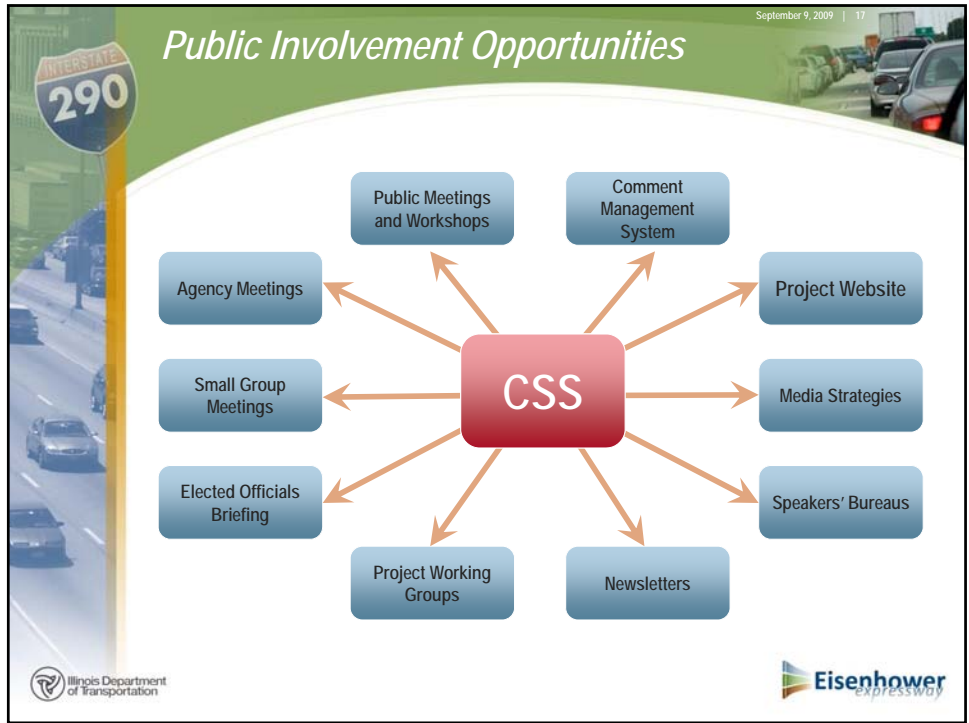 September 9, 2009 | 17
Public Involvement Opportunities
INTERSTATE
290
Public Meetings
and Workshops
Comment
Management
System
Agency Meetings
Project Website
Small Group
Meetings
CSS
Media Strategies
Elected Officials
Briefing
Speakers’ Bureaus
Project Working
Groups
Newsletters
Illinois Department
of Transportation
Eisenhower
expressway